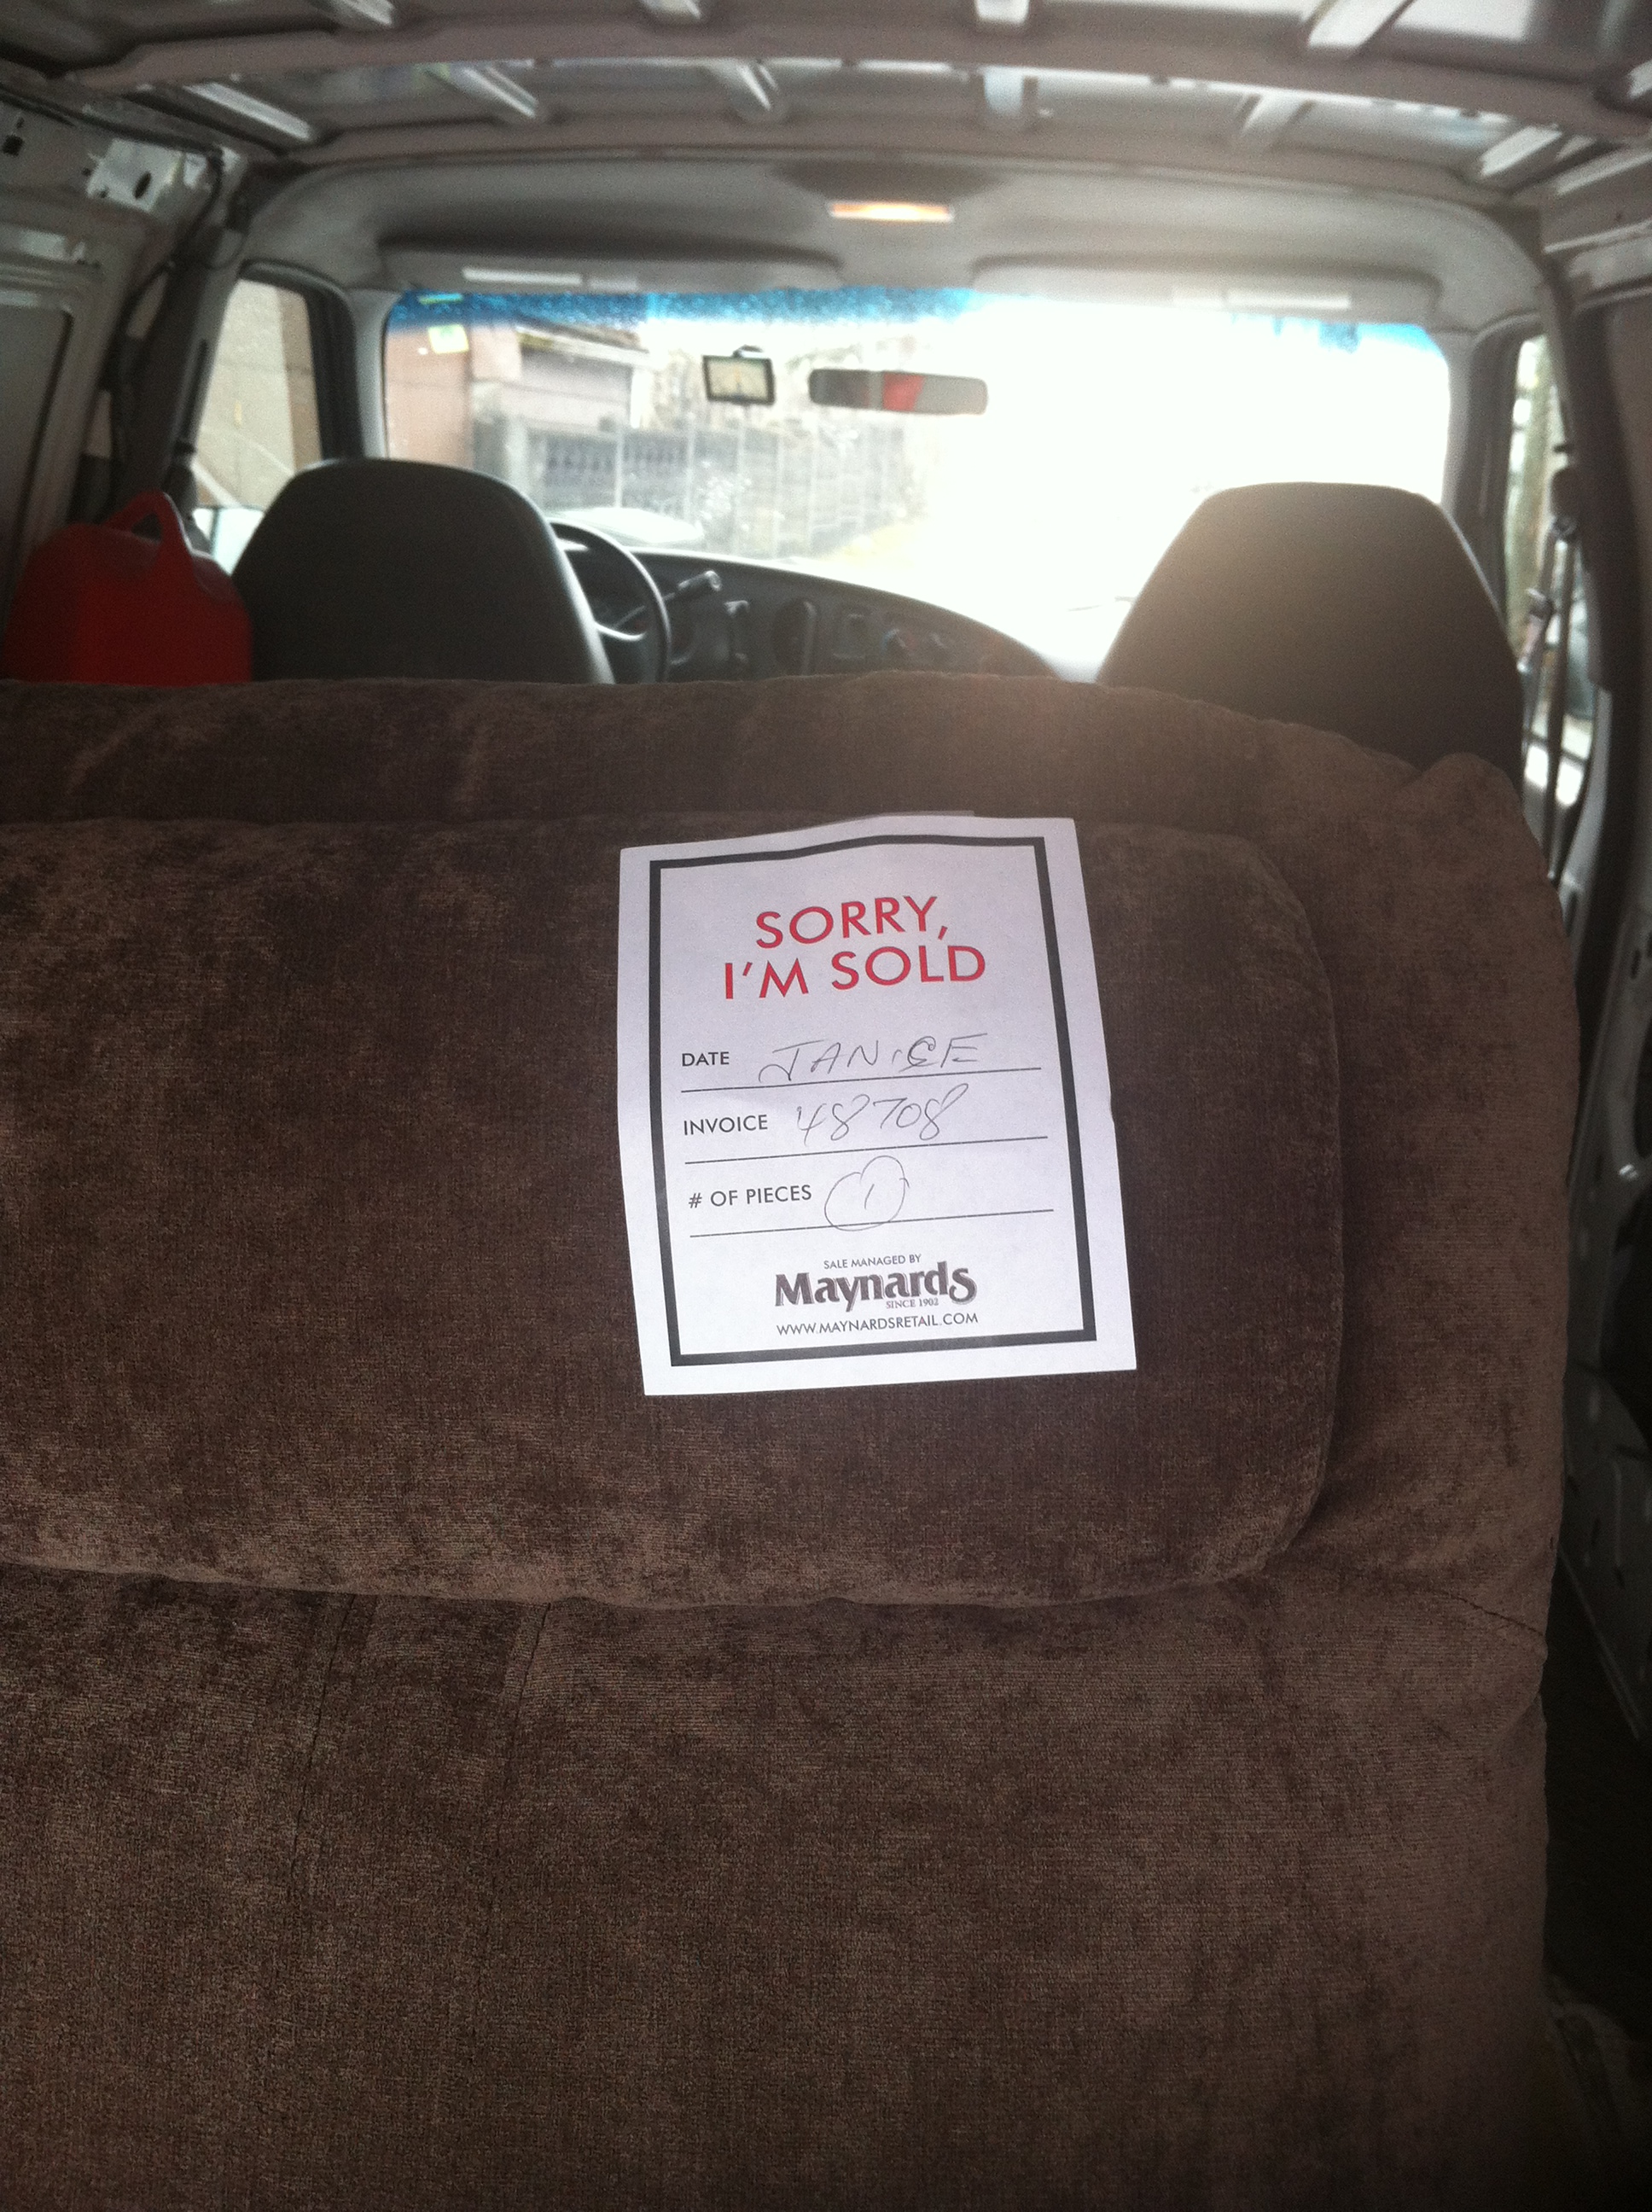 SORRY,
I'M SOLD
DATE JANICE
INVOICE 48708
# OF PIECES 1
SALE MANAGED BY
Maynards
SINCE 1902
WWW.MAYNARDSRETAIL.COM